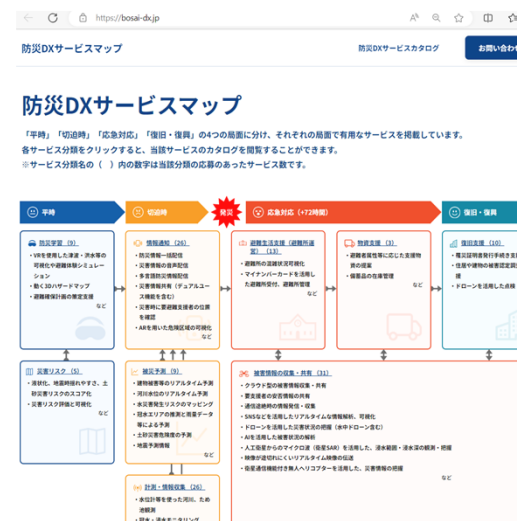 https://bosai-dx.jp
防災DXサービスマップ
防災DXサービスカタログ
お問い合わせ
防災DXサービスマップ
「平時」「切迫時」「応急対応」「復旧・復興」の4つの局面に分け、それぞれの局面で有用なサービスを掲載しています。
各サービス分類をクリックすると、当該サービスのカタログを閲覧することができます。
※サービス分類名の（　）内の数字は当該分類の応募のあったサービス数です。
平時
切迫時
発災
応急対応（+72時間）
復旧・復興
防災学習（9）
・VRを使用した津波・洪水等の
可視化や避難体験シミュレー
ション
・動く3Dハザードマップ
・避難確保計画の策定支援
など
情報通知（26）
・防災情報一括配信
・災害情報の音声配信
・多言語防災情報配信
・災害情報共有（デュアルユー
ス機能を含む）
・災害時に要避難支援者の位置
を確認
・ARを用いた危険区域の可視化
など
避難生活支援（避難所運
営）（13）
・避難所の混雑状況可視化
・マイナンバーカードを活用し
た避難所受付、避難所管理
など
物資支援（3）
・避難者属性等に応じた支援物
資の提案
・備蓄品の在庫管理
など
復旧支援（10）
・罹災証明書発行手続き支
・住居や建物の被害認定調
援
・ドローンを活用した点検
災害リスク（5）
・液状化、地震時揺れやすさ、土
砂災害リスクのスコア化
・災害リスク評価と可視化
など
被災予測（9）
・建物被害等のリアルタイム予測
・河川水位のリアルタイム予測
・水災害発生リスクのマッピング
・冠水エリアの推測と雨量データ
等による予測
・土砂災害危険度の予測
・地震予測情報
など
被害情報の収集・共有（31）
・クラウド型の被害情報収集・共有
・要支援者の安否情報の共有
・通信途絶時の情報発信・収集
・SNSなどを活用したリアルタイムな情報解析、可視化
・ドローンを活用した災害状況の把握（水中ドローン含む）
・AIを活用した被害状況の解析
・人工衛星からのマイクロ波（衛星SAR）を活用した、浸水範囲・浸水深の観測・把握
・映像が途切れにくいリアルタイム映像の伝送
・衛星通信機能付き無人ヘリコプターを活用した、災害情報の把握
など
計測・情報収集（26）
・水位計等を使った河川、ため
池観測
・冠水・浸水モニタリング